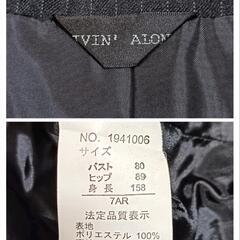 IVIN' ALON
NO. 1941006
サイズ
バスト 80
ヒップ 89
身長 158
7AR
法定品質表示
表地
ポリエステル 100%